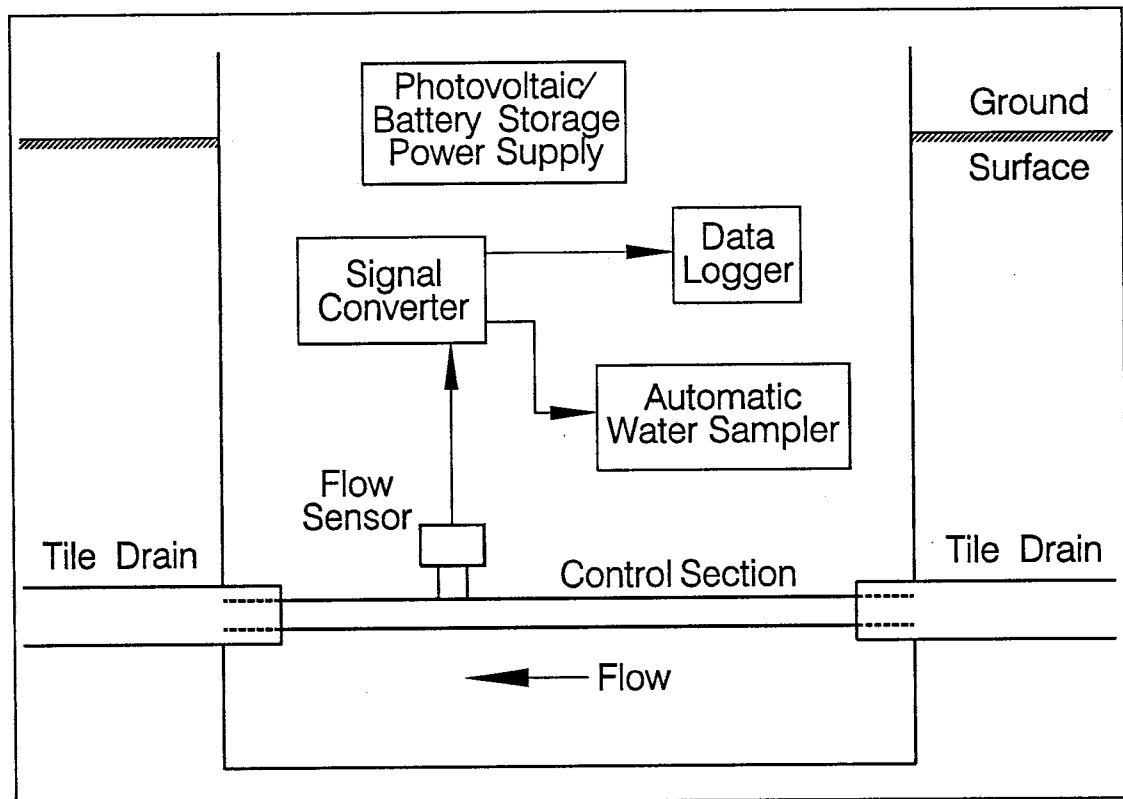 Photovoltaic/
Battery Storage
Power Supply
Ground
Surface
Signal
Converter
Data
Logger
Automatic
Water Sampler
Flow
Sensor
Tile Drain
Control Section
Tile Drain
Flow